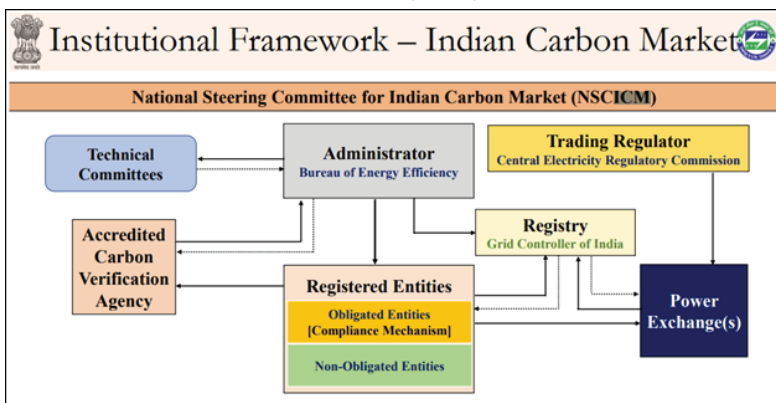 Institutional Framework – Indian Carbon Market
National Steering Committee for Indian Carbon Market (NSCICM)
Technical
Committees
Administrator
Bureau of Energy Efficiency
Trading Regulator
Central Electricity Regulatory Commission
Accredited
Carbon
Verification
Agency
Registry
Grid Controller of India
Registered Entities
Obligated Entities
[Compliance Mechanism]
Non-Obligated Entities
Power
Exchange(s)